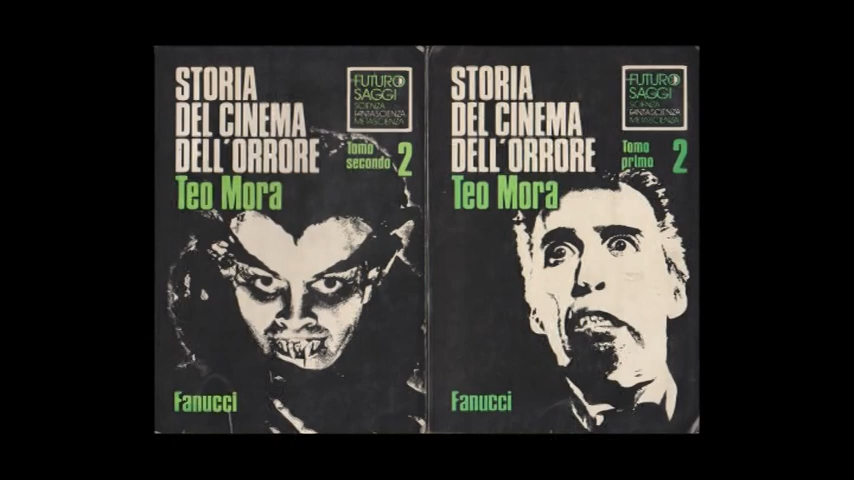 STORIA
DEL CINEMA
DELL'ORRORE
Teo Mora
FUTURO
SAGGI
SCIENZA
FANTASCIENZA
METASCIENZA
Tomo
secondo 2
Fanucci
STORIA
DEL CINEMA
DELL'ORRORE
Teo Mora
FUTURO
SAGGI
SCIENZA
FANTASCIENZA
METASCIENZA
Tomo
primo 2
Fanucci